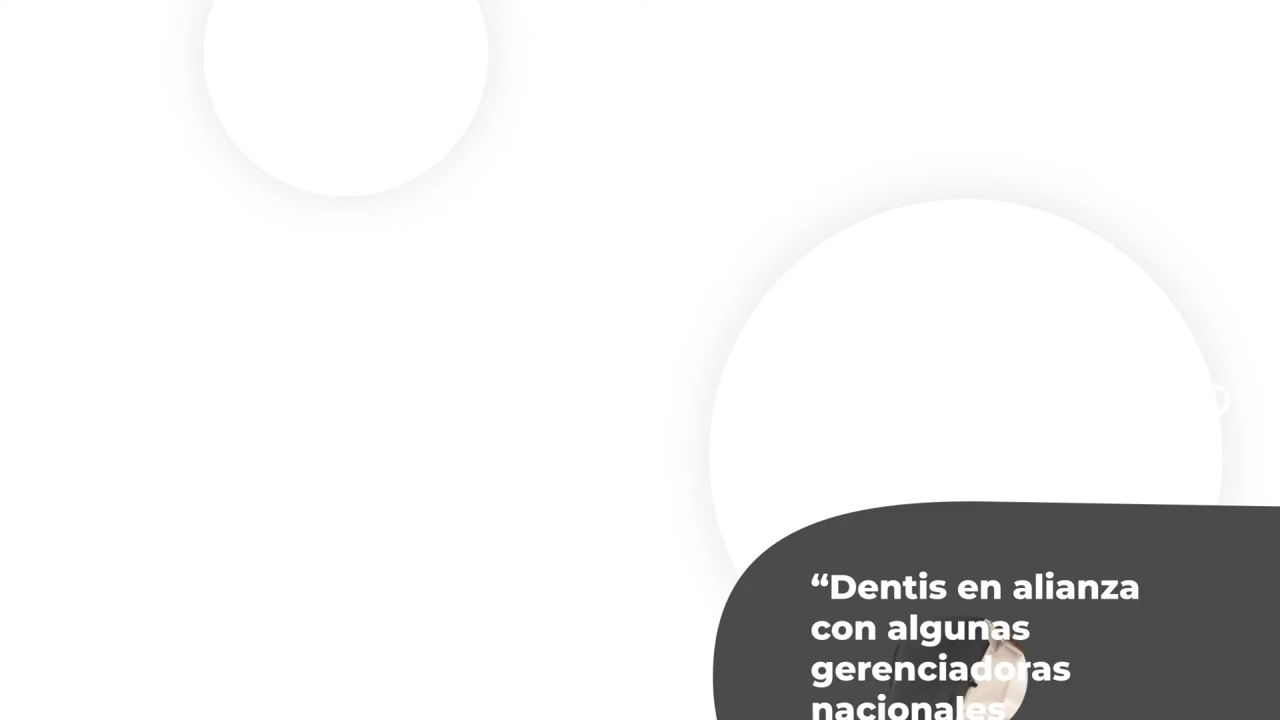 “Dentis en alianza
con algunas
gerenciadoras
nacionales